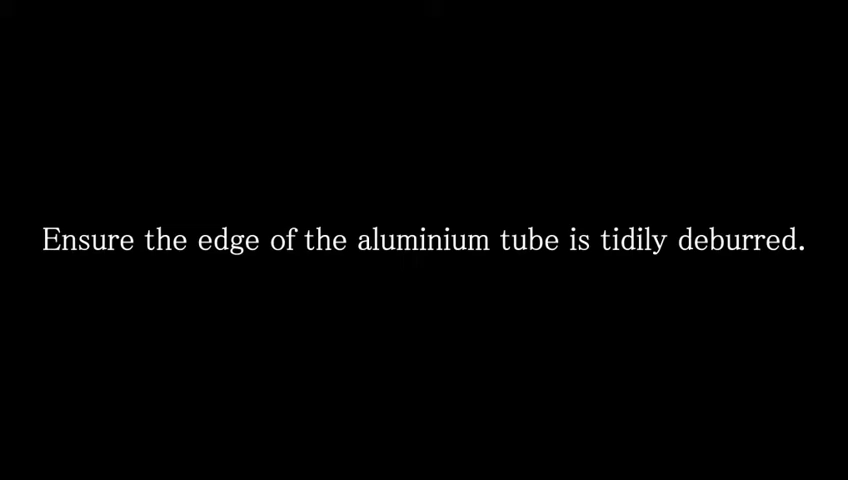 Ensure the edge of the aluminium tube is tidily deburred.